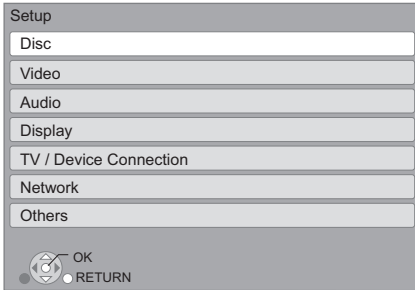 Setup
Disc
Video
Audio
Display
TV / Device Connection
Network
Others
OK
RETURN